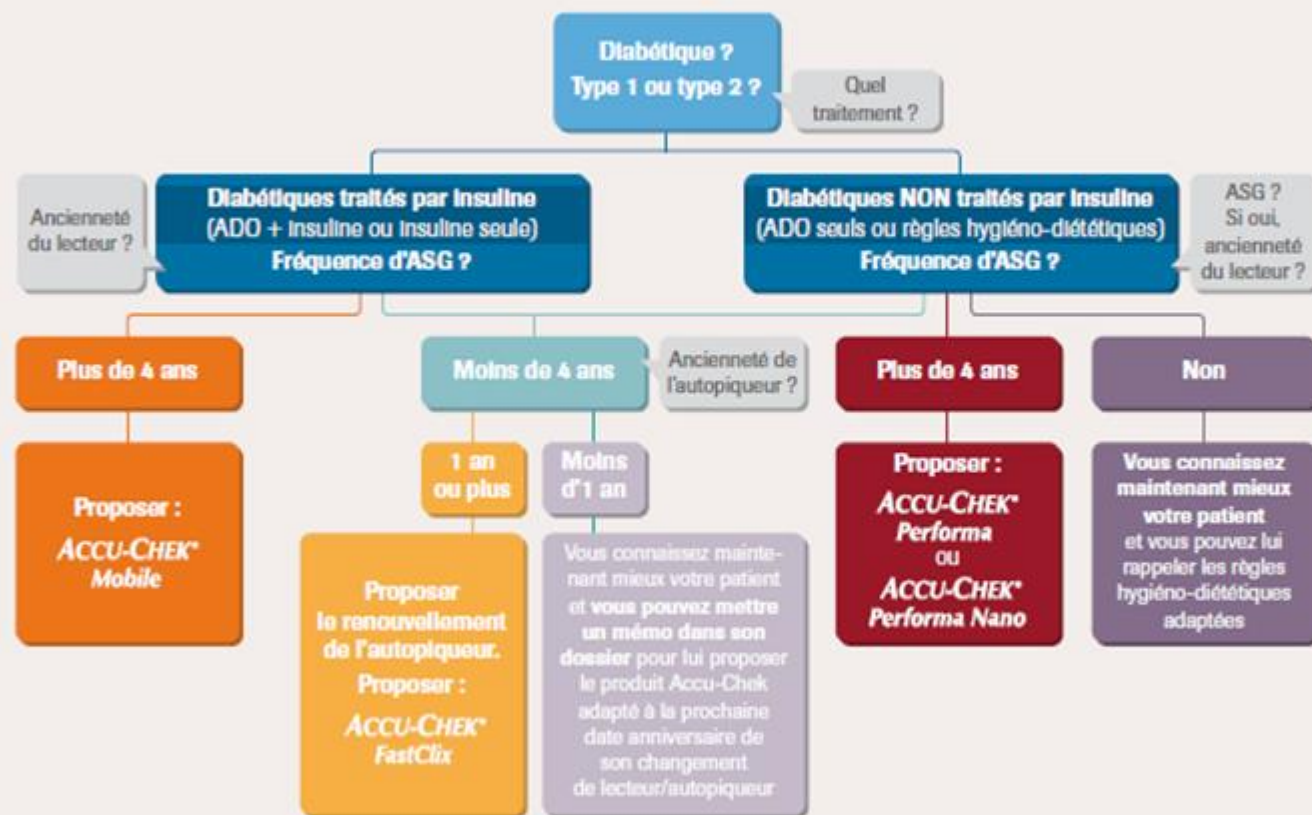 Diabétique ?
Type 1 ou type 2 ?
Quel
traitement ?
Ancienneté
du lecteur ?
Diabétiques traités par insuline
(ADO + insuline ou insuline seule)
Fréquence d'ASG ?
Diabétiques NON traités par insuline
(ADO seuls ou règles hygiéno-diététiques)
Fréquence d'ASG ?
ASG ?
Si oui,
ancienneté
du lecteur ?
Plus de 4 ans
Moins de 4 ans
Ancienneté de
l'autopiqueur ?
Plus de 4 ans
Non
Proposer :
ACCU-CHEK®
Mobile
1 an
ou plus
Moins
d'1 an
Proposer
le renouvellement
de l'autopiqueur.
Proposer :
ACCU-CHEK®
FastClix
Vous connaissez mainte-
nant mieux votre patient
et vous pouvez mettre
un mémo dans son
dossier pour lui proposer
le produit Accu-Chek
adapté à la prochaine
date anniversaire de
son changement
de lecteur/autopiqueur
Proposer :
ACCU-CHEK®
Performa
OU
ACCU-CHEK®
Performa Nano
Vous connaissez
maintenant mieux
votre patient
et vous pouvez lui
rappeler les règles
hygiéno-diététiques
adaptées